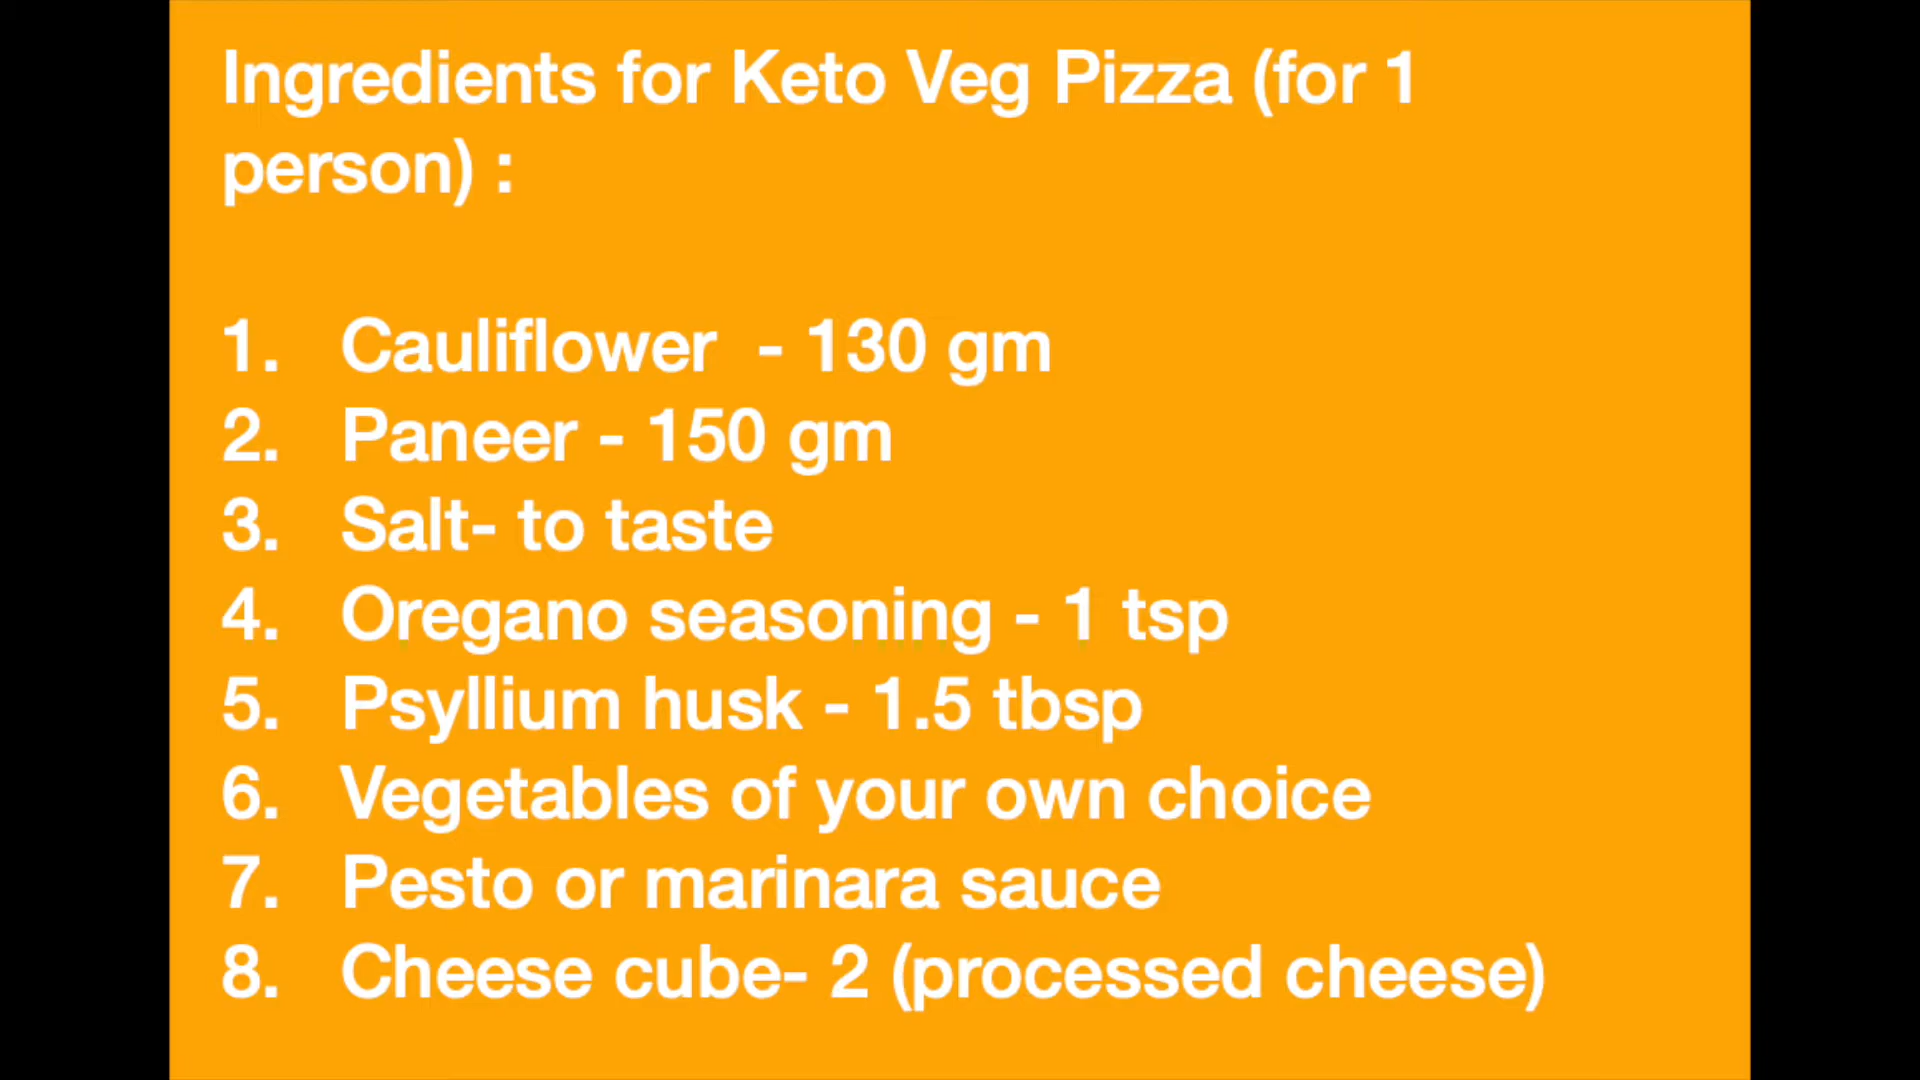 Ingredients for Keto Veg Pizza (for 1
person) :
1. Cauliflower - 130 gm
2. Paneer - 150 gm
3. Salt- to taste
4. Oregano seasoning - 1 tsp
5. Psyllium husk - 1.5 tbsp
6. Vegetables of your own choice
7. Pesto or marinara sauce
8. Cheese cube- 2 (processed cheese)